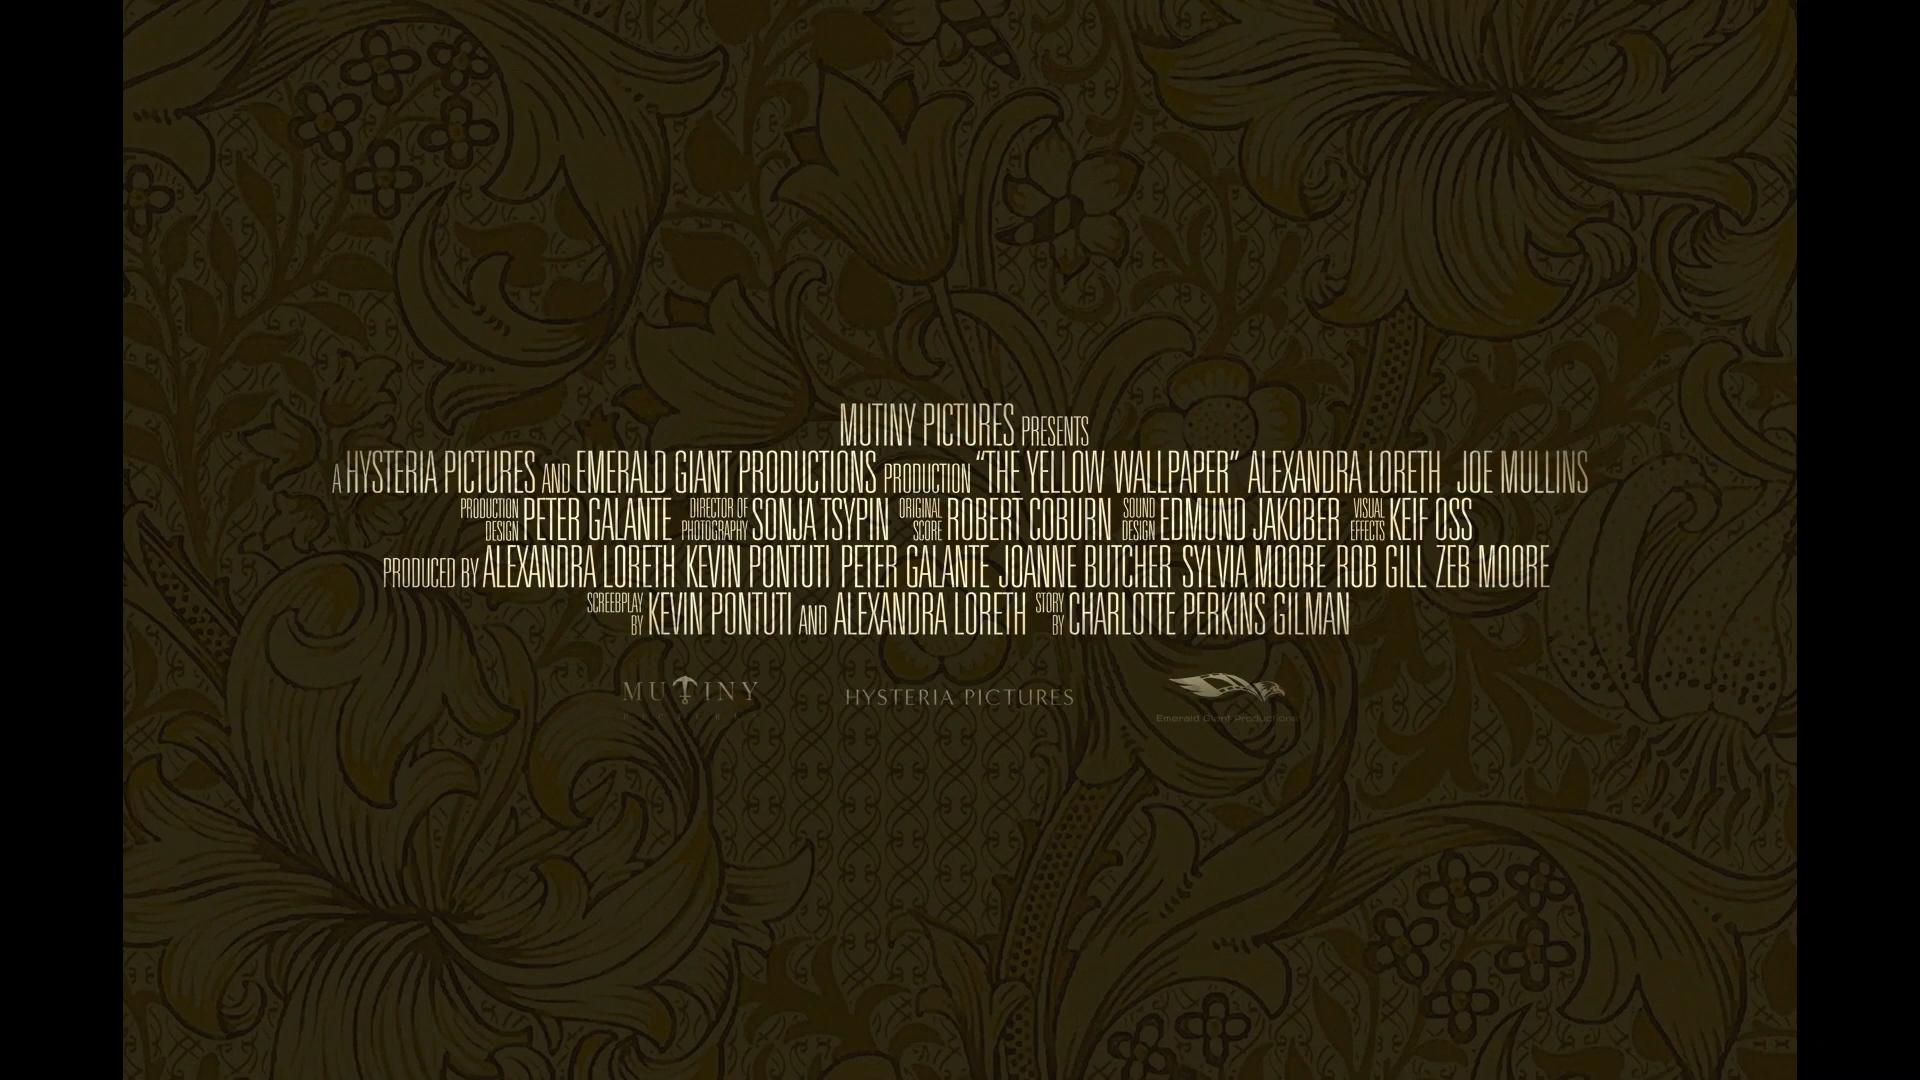 MUTINY PICTURES PRESENTS
A HYSTERIA PICTURES AND EMERALD GIANT PRODUCTIONS PRODUCTION “THE YELLOW WALLPAPER” ALEXANDRA LORETH JOE MULLINS
PRODUCTION DESIGN PETER GALANTE DIRECTOR OF PHOTOGRAPHY SONJA TSYPIN ORIGINAL SCORE ROBERT COBURN SOUND DESIGN EDMUND JAKOBER VISUAL EFFECTS KEIF OSS
PRODUCED BY ALEXANDRA LORETH KEVIN PONTUTI PETER GALANTE JOANNE BUTCHER SYLVIA MOORE ROB GILL ZEB MOORE
SCREEBPLAY BY KEVIN PONTUTI AND ALEXANDRA LORETH STORY BY CHARLOTTE PERKINS GILMAN
MUTINY HYSTERIA PICTURES
Emerald Giant Productions